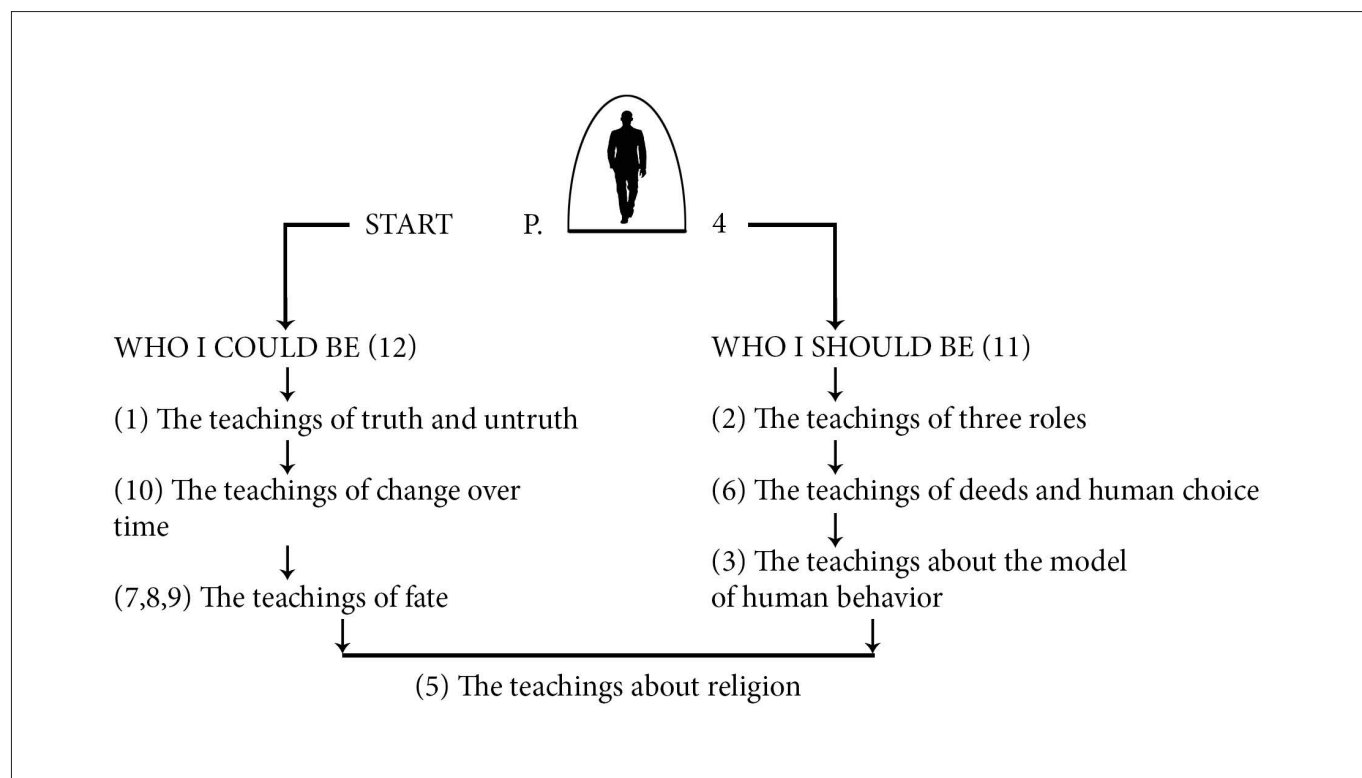 START P. 4
WHO I COULD BE (12)
(1) The teachings of truth and untruth
(10) The teachings of change over
time
(7,8,9) The teachings of fate
WHO I SHOULD BE (11)
(2) The teachings of three roles
(6) The teachings of deeds and human choice
(3) The teachings about the model
of human behavior
(5) The teachings about religion